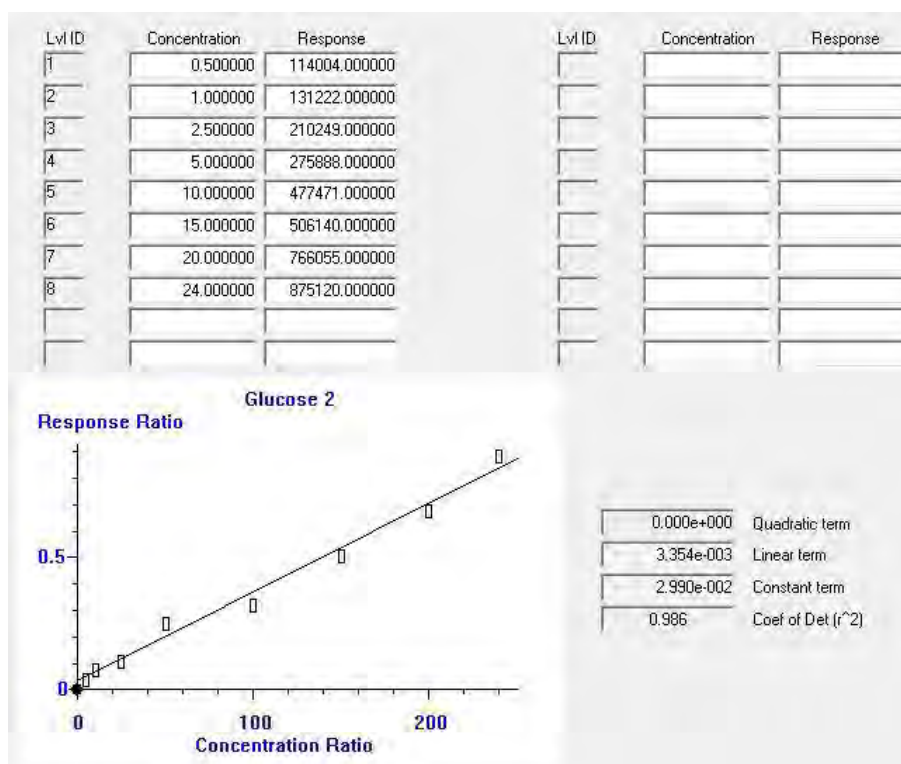 Lvl ID Concentration Response Lvl ID Concentration Response
1 0.500000 114004.000000
2 1.000000 131222.000000
3 2.500000 210249.000000
4 5.000000 275888.000000
5 10.000000 477471.000000
6 15.000000 506140.000000
7 20.000000 766055.000000
8 24.000000 875120.000000
Glucose 2
Response Ratio
0.000e+000 Quadratic term
0.5 3.354e-003 Linear term
2.990e-002 Constant term
0.986 Coef of Det (r^2)
0
0 100 200
Concentration Ratio